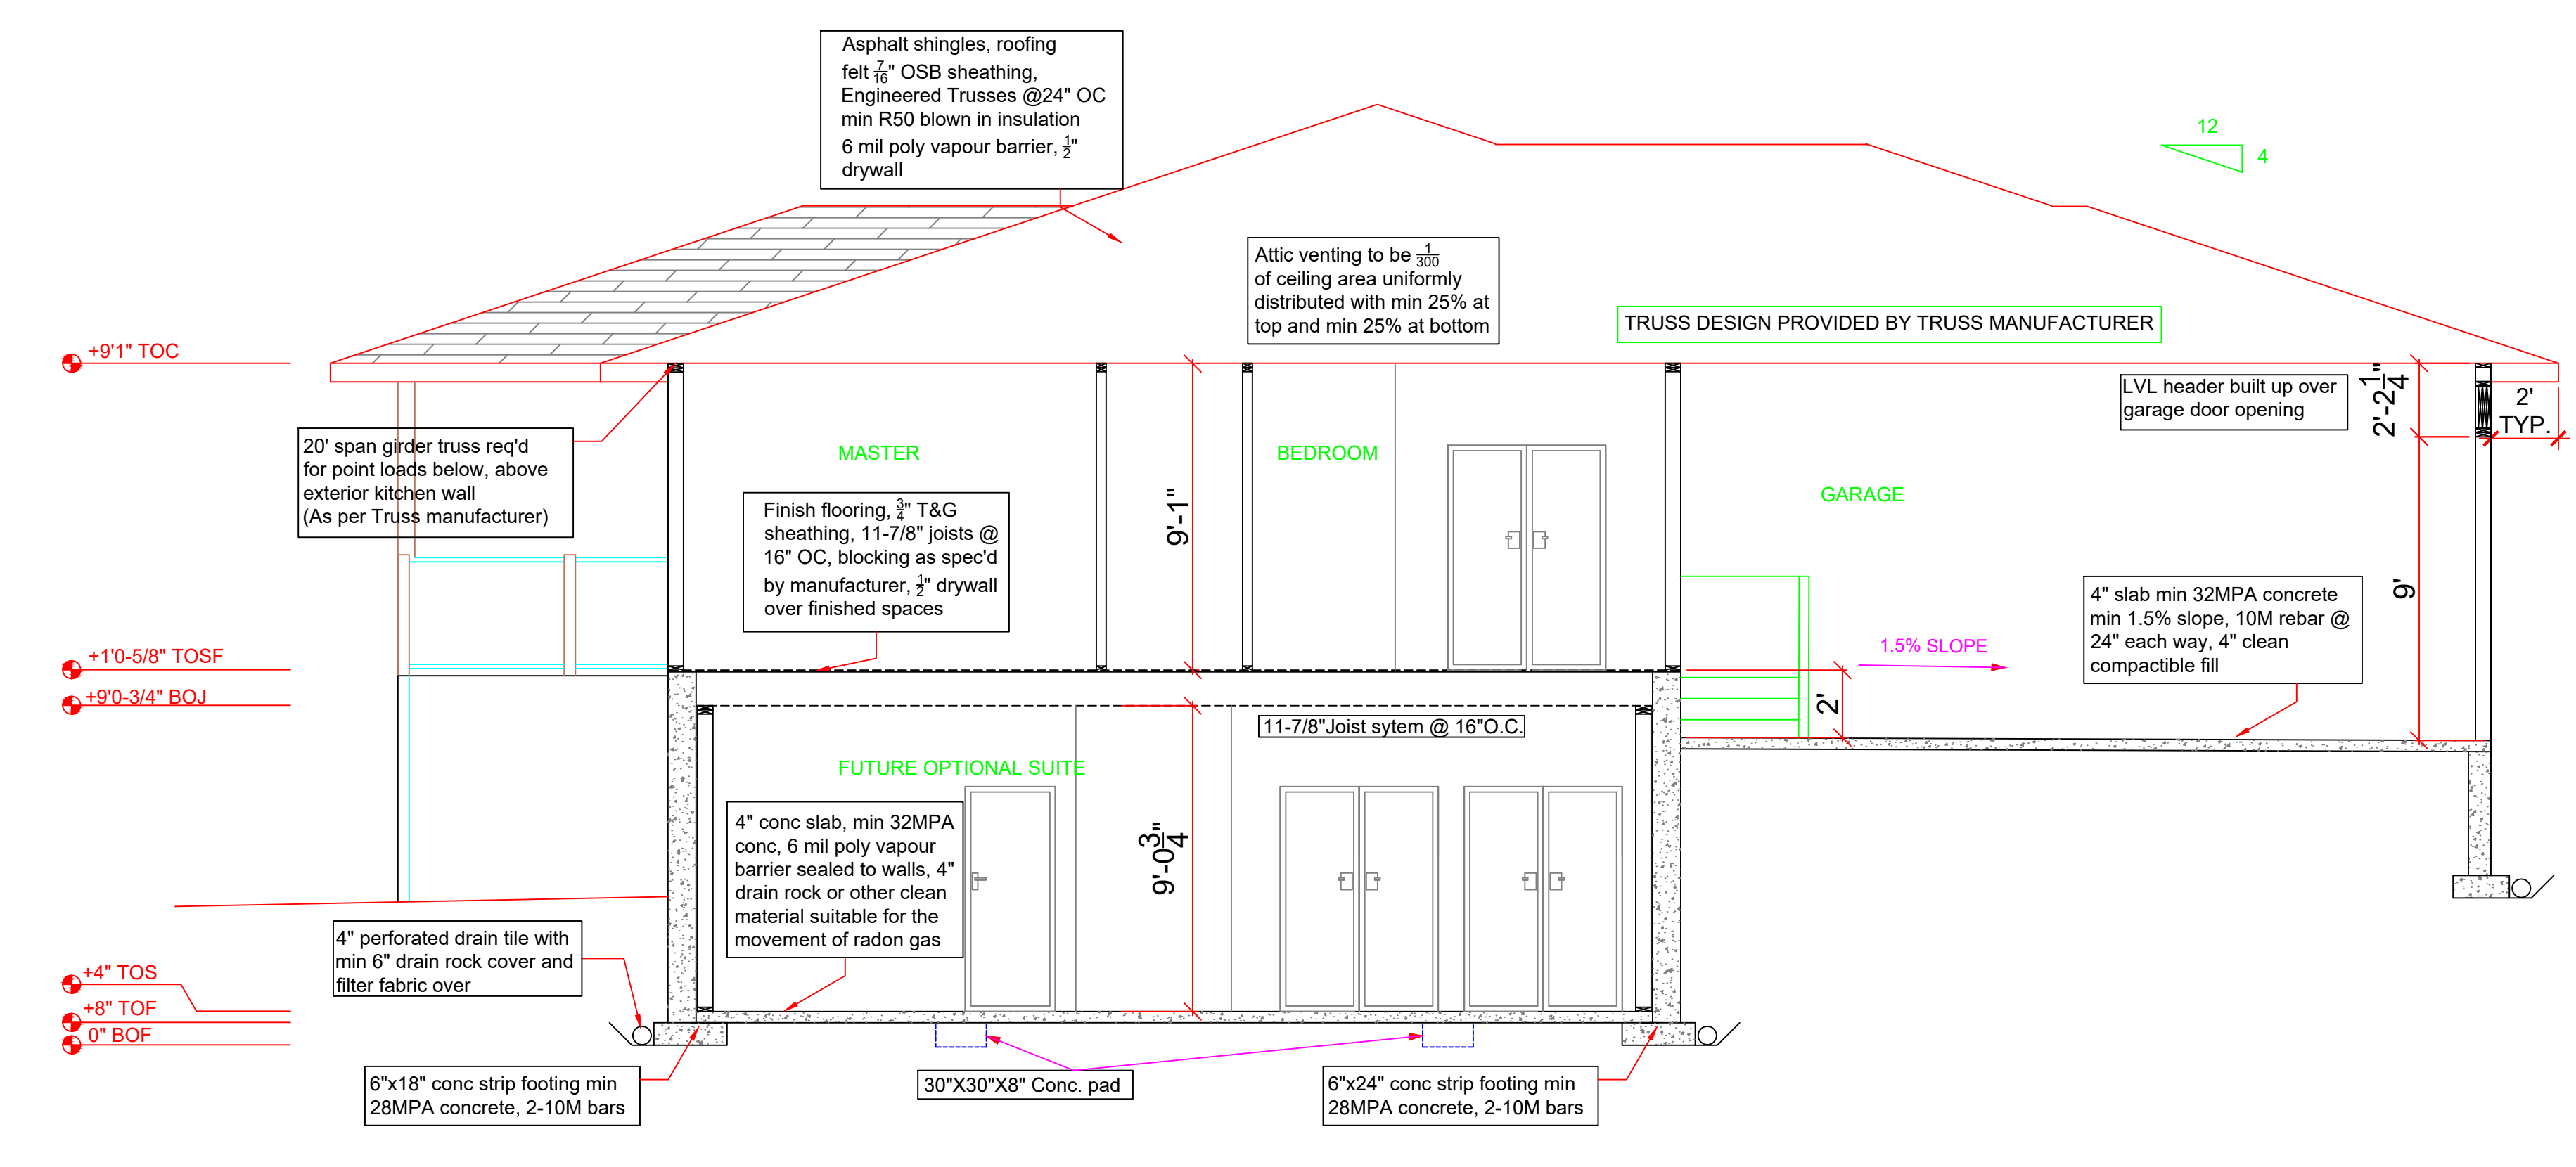 Asphalt shingles, roofing
felt 7/16" OSB sheathing,
Engineered Trusses @24" OC
min R50 blown in insulation
6 mil poly vapour barrier, 1/2"
drywall
12
4
Attic venting to be 1/300
of ceiling area uniformly
distributed with min 25% at
top and min 25% at bottom
TRUSS DESIGN PROVIDED BY TRUSS MANUFACTURER
+9'1" TOC
LVL header built up over
garage door opening
2'-2 1/4"
2'
TYP.
20' span girder truss req'd
for point loads below, above
exterior kitchen wall
(As per Truss manufacturer)
MASTER
BEDROOM
GARAGE
Finish flooring, 3/4" T&G
sheathing, 11-7/8" joists @
16" OC, blocking as spec'd
by manufacturer, 1/2" drywall
over finished spaces
9'-1"
9'
4" slab min 32MPA concrete
min 1.5% slope, 10M rebar @
24" each way, 4" clean
compactible fill
1.5% SLOPE
+1'0-5/8" TOSF
+9'0-3/4" BOJ
2'
11-7/8"Joist sytem @ 16"O.C.
FUTURE OPTIONAL SUITE
4" conc slab, min 32MPA
conc, 6 mil poly vapour
barrier sealed to walls, 4"
drain rock or other clean
material suitable for the
movement of radon gas
9'-0 3/4"
4" perforated drain tile with
min 6" drain rock cover and
filter fabric over
+4" TOS
+8" TOF
0" BOF
6"x18" conc strip footing min
28MPA concrete, 2-10M bars
30"X30"X8" Conc. pad
6"x24" conc strip footing min
28MPA concrete, 2-10M bars